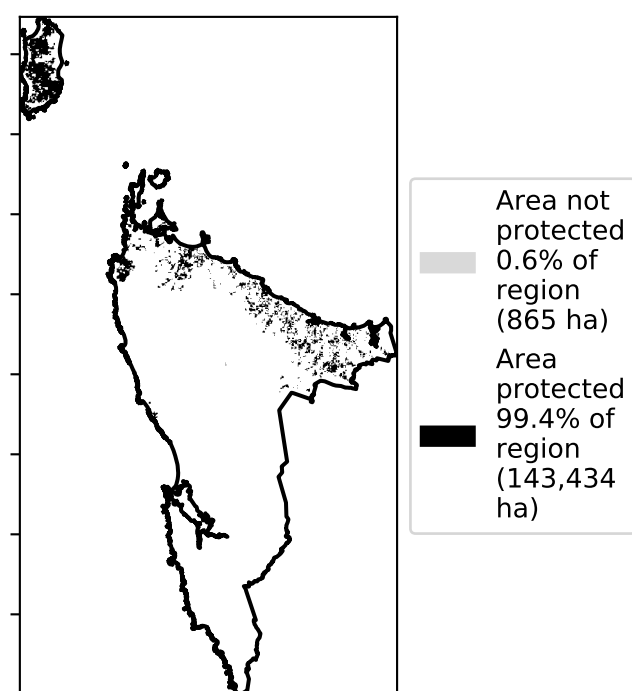 Area not
protected
0.6% of
region
(865 ha)
Area
protected
99.4% of
region
(143,434
ha)